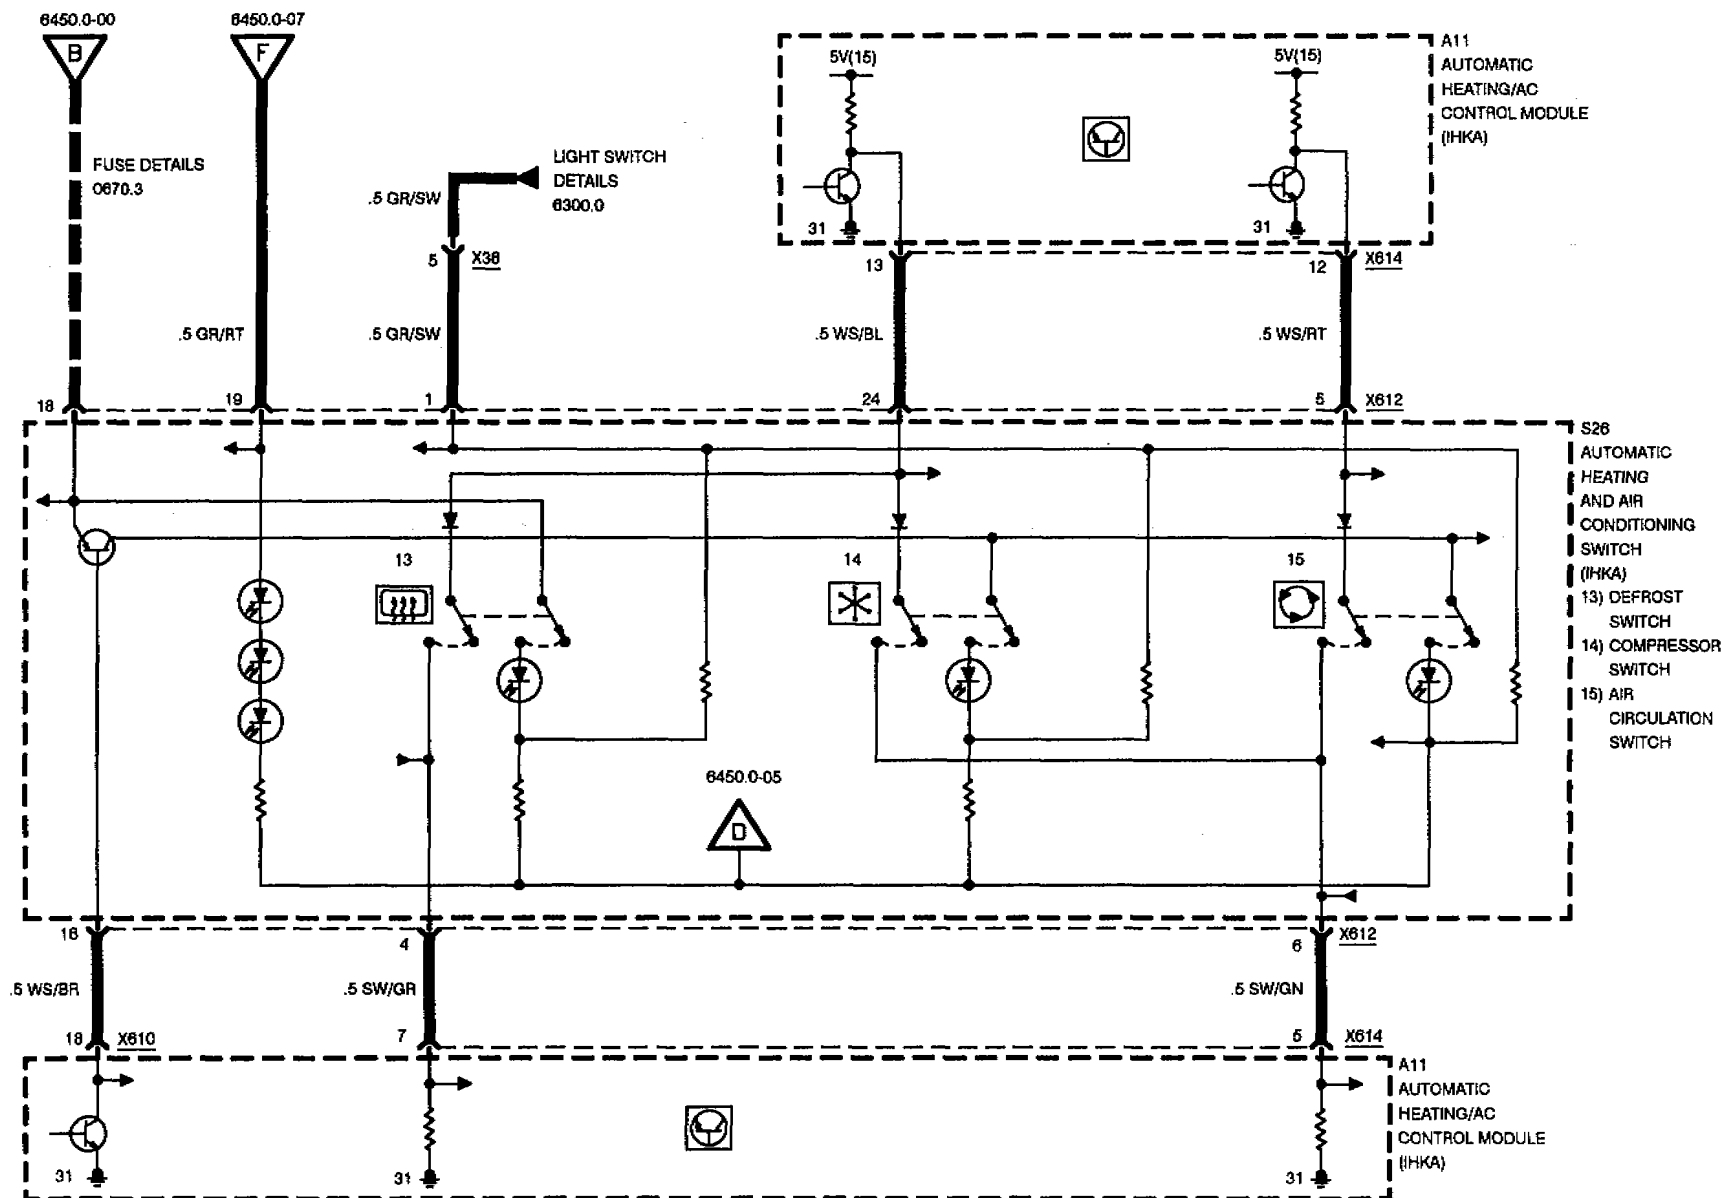 6450.0-00
6450.0-07
B
F
FUSE DETAILS
0670.3
LIGHT SWITCH
DETAILS
6300.0
.5 GR/SW
5V(15)
5V(15)
31
31
A11
AUTOMATIC
HEATING/AC
CONTROL MODULE
(IHKA)
5
X36
13
12
X614
.5 GR/RT
.5 GR/SW
.5 WS/BL
.5 WS/RT
18
19
1
24
5
X612
S26
AUTOMATIC
HEATING
AND AIR
CONDITIONING
SWITCH
(IHKA)
13) DEFROST
SWITCH
14) COMPRESSOR
SWITCH
15) AIR
CIRCULATION
SWITCH
13
14
15
6450.0-05
D
16
4
6
X612
.5 WS/BR
.5 SW/GR
.5 SW/GN
18
X610
7
5
X614
31
31
31
A11
AUTOMATIC
HEATING/AC
CONTROL MODULE
(IHKA)